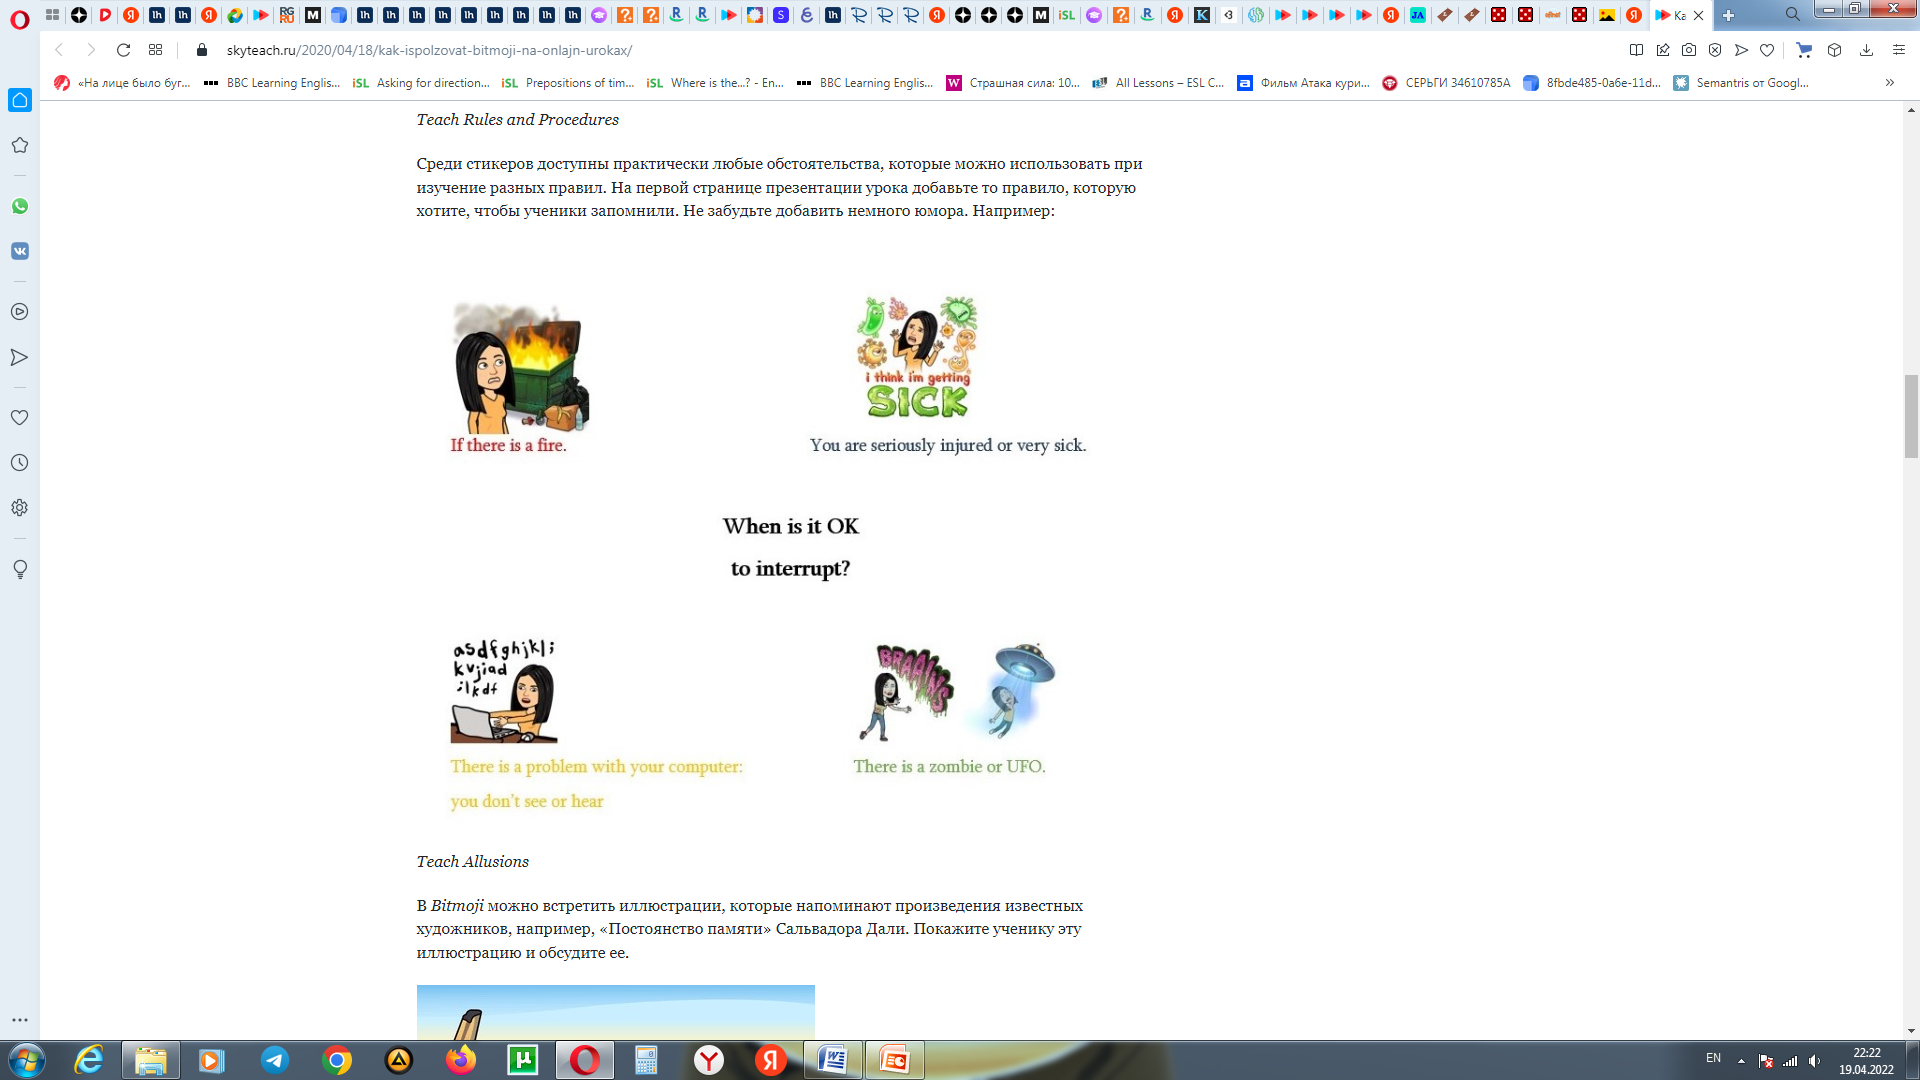 Ka
skyteach.ru/2020/04/18/kak-ispolzovat-bitmoji-na-onlajn-urokax/
«На лице было буг...
BBC Learning Englis...
Asking for direction...
Prepositions of tim...
Where is the...? - En...
BBC Learning Englis...
Страшная сила: 10...
All Lessons – ESL C...
Фильм Атака кури...
СЕРЬГИ 34610785А
8fbde485-0a6e-11d...
Semantris от Googl...
Teach Rules and Procedures
Среди стикеров доступны практически любые обстоятельства, которые можно использовать при
изучение разных правил. На первой странице презентации урока добавьте то правило, которую
хотите, чтобы ученики запомнили. Не забудьте добавить немного юмора. Например:
i think i'm getting
SICK
If there is a fire.
You are seriously injured or very sick.
When is it OK
to interrupt?
asdfghjkl;
kvjiad
;lkdf
BRAAAINS
There is a problem with your computer:
you don't see or hear
There is a zombie or UFO.
Teach Allusions
В Bitmoji можно встретить иллюстрации, которые напоминают произведения известных
художников, например, «Постоянство памяти» Сальвадора Дали. Покажите ученику эту
иллюстрацию и обсудите ее.
EN
22:22
19.04.2022